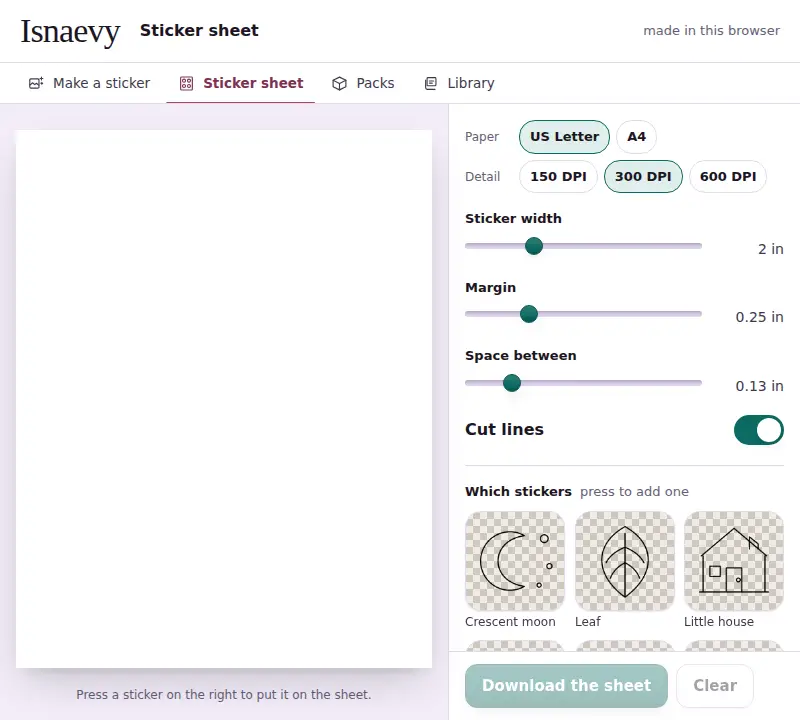 Isnaevy
Sticker sheet
made in this browser
Make a sticker
Sticker sheet
Packs
Library
Paper
US Letter
A4
Detail
150 DPI
300 DPI
600 DPI
Sticker width
2 in
Margin
0.25 in
Space between
0.13 in
Cut lines
Which stickers press to add one
Crescent moon
Leaf
Little house
Press a sticker on the right to put it on the sheet.
Download the sheet
Clear